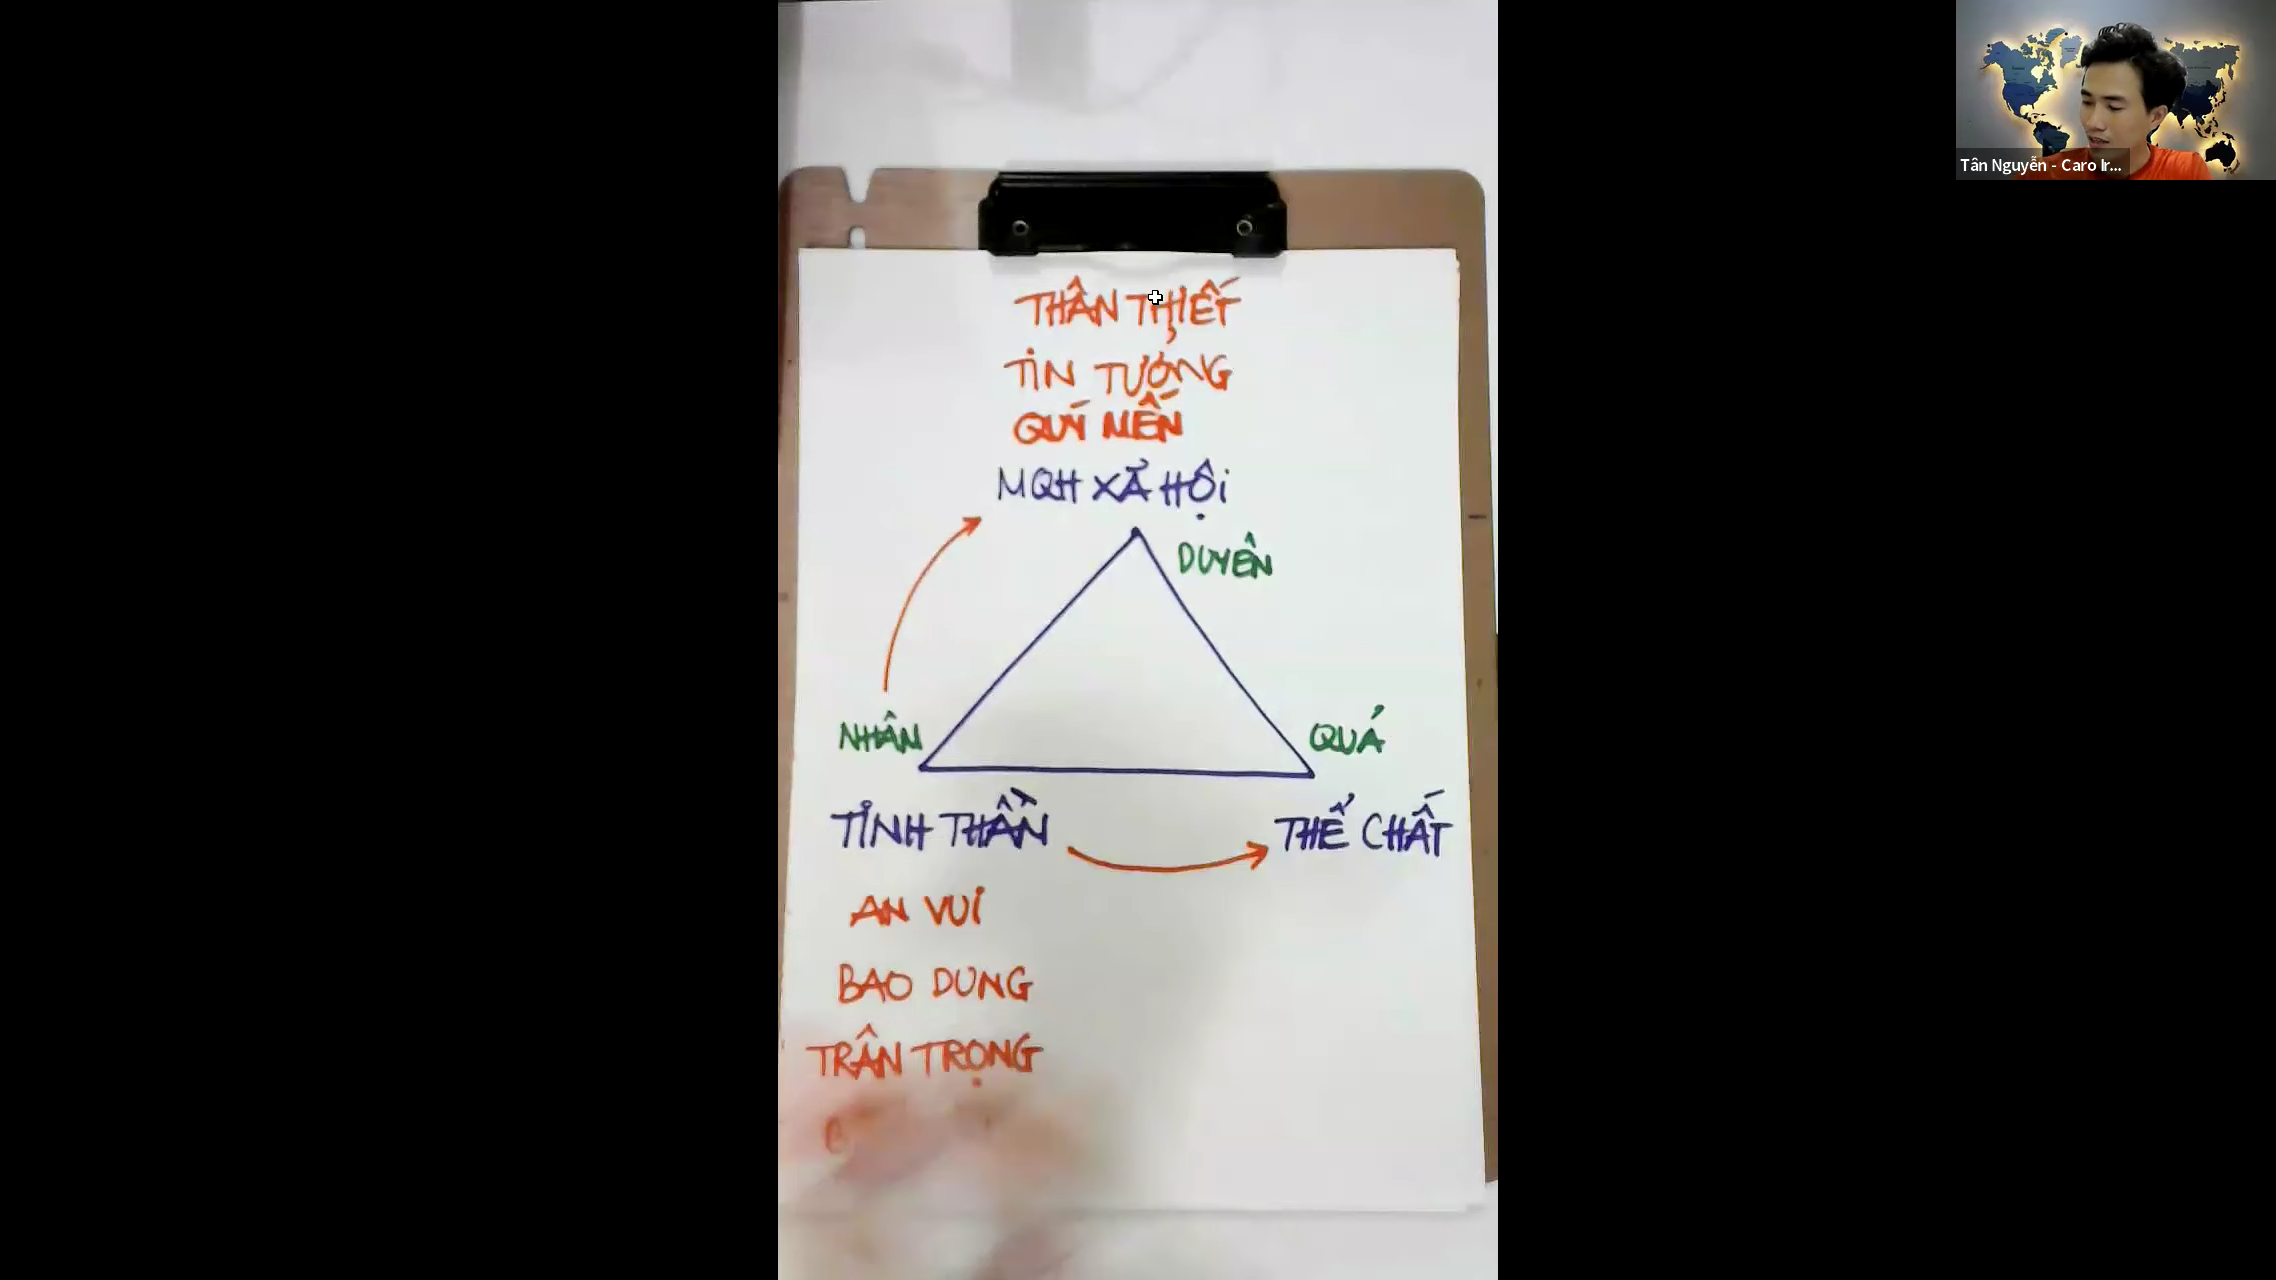 Tân Nguyễn - Caro Ir...
THÂN THIẾT,
TIN TƯỞNG
QUÝ MẾN
MQH XÃ HỘI
DUYÊN
NHÂN
QUẢ
TINH THẦN
THỂ CHẤT
AN VUI
BAO DUNG
TRÂN TRỌNG